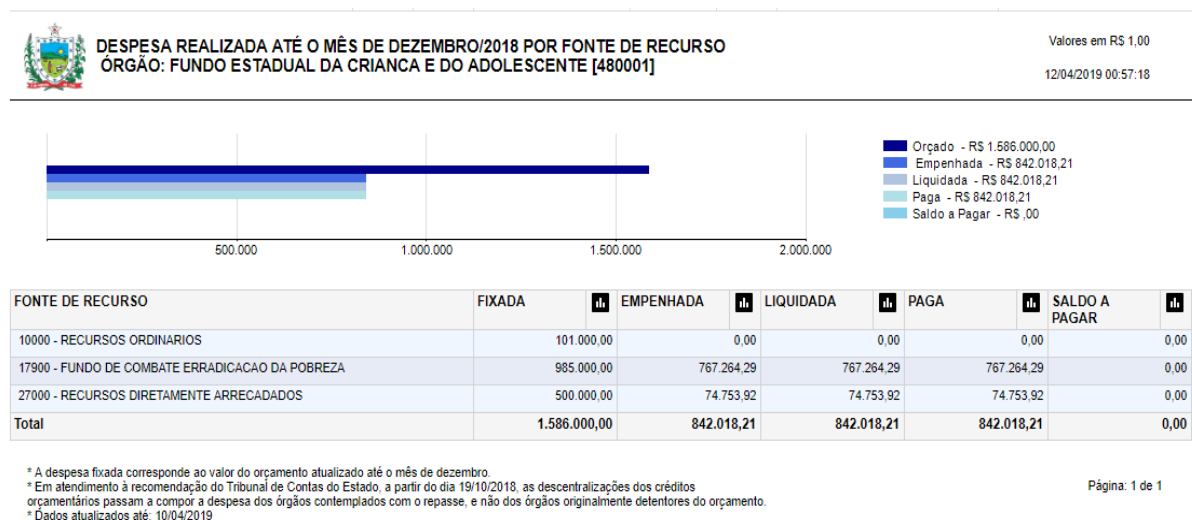 DESPESA REALIZADA ATÉ O MÊS DE DEZEMBRO/2018 POR FONTE DE RECURSO
ÓRGÃO: FUNDO ESTADUAL DA CRIANCA E DO ADOLESCENTE [480001]
Valores em R$ 1,00
12/04/2019 00:57:18
Orçado - R$ 1.586.000,00
Empenhada - R$ 842.018,21
Liquidada - R$ 842.018,21
Paga - R$ 842.018,21
Saldo a Pagar - R$ ,00
500.000 1.000.000 1.500.000 2.000.000
FONTE DE RECURSO FIXADA EMPENHADA LIQUIDADA PAGA SALDO A PAGAR
10000 - RECURSOS ORDINARIOS 101.000,00 0,00 0,00 0,00 0,00
17900 - FUNDO DE COMBATE ERRADICACAO DA POBREZA 985.000,00 767.264,29 767.264,29 767.264,29 0,00
27000 - RECURSOS DIRETAMENTE ARRECADADOS 500.000,00 74.753,92 74.753,92 74.753,92 0,00
Total 1.586.000,00 842.018,21 842.018,21 842.018,21 0,00
* A despesa fixada corresponde ao valor do orçamento atualizado até o mês de dezembro.
* Em atendimento à recomendação do Tribunal de Contas do Estado, a partir do dia 19/10/2018, as descentralizações dos créditos
orçamentários passam a compor a despesa dos órgãos contemplados com o repasse, e não dos órgãos originalmente detentores do orçamento.
* Dados atualizados até: 10/04/2019
Página: 1 de 1